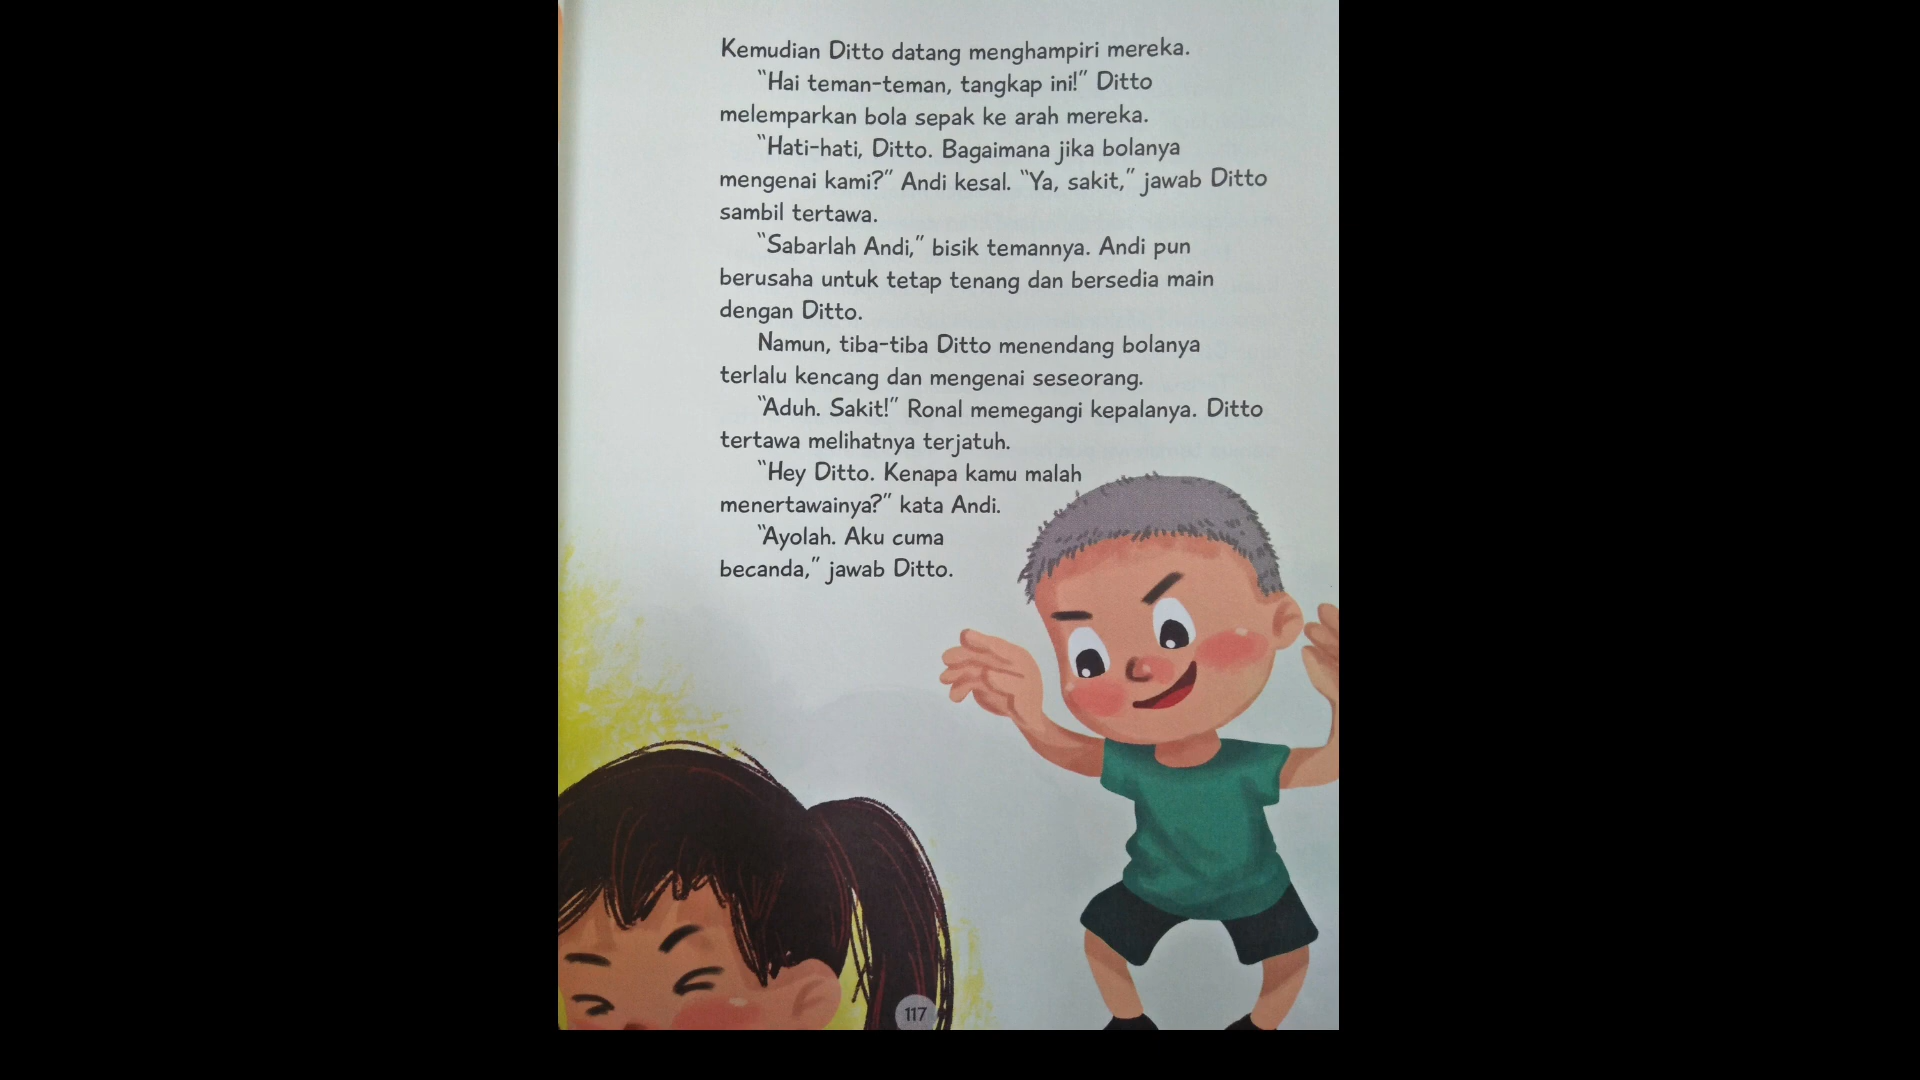 Kemudian Ditto datang menghampiri mereka.
“Hai teman-teman, tangkap ini!” Ditto
melemparkan bola sepak ke arah mereka.
“Hati-hati, Ditto. Bagaimana jika bolanya
mengenai kami?” Andi kesal. “Ya, sakit,” jawab Ditto
sambil tertawa.
“Sabarlah Andi,” bisik temannya. Andi pun
berusaha untuk tetap tenang dan bersedia main
dengan Ditto.
Namun, tiba-tiba Ditto menendang bolanya
terlalu kencang dan mengenai seseorang.
“Aduh. Sakit!” Ronal memegangi kepalanya. Ditto
tertawa melihatnya terjatuh.
“Hey Ditto. Kenapa kamu malah
menertawainya?” kata Andi.
“Ayolah. Aku cuma
becanda,” jawab Ditto.
117